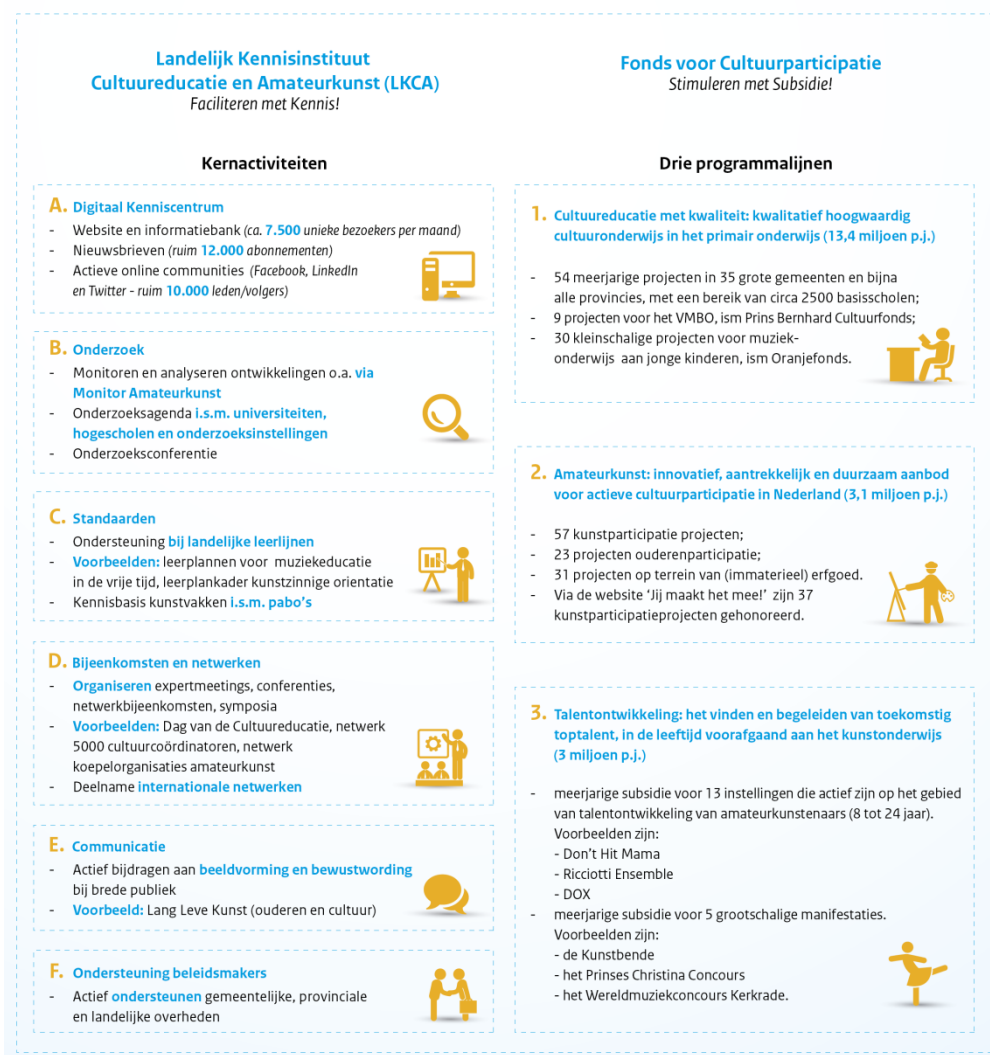 Landelijk Kennisinstituut
Cultuureducatie en Amateurkunst (LKCA)
Faciliteren met Kennis!
Kernactiviteiten
A. Digitaal Kenniscentrum
- Website en informatiebank (ca. 7.500 unieke bezoekers per maand)
- Nieuwsbrieven (ruim 12.000 abonnementen)
- Actieve online communities (Facebook, LinkedIn
en Twitter - ruim 10.000 leden/volgers)
B. Onderzoek
- Monitoren en analyseren ontwikkelingen o.a. via
Monitor Amateurkunst
- Onderzoeksagenda i.s.m. universiteiten,
hogescholen en onderzoeksinstellingen
- Onderzoeksconferentie
C. Standaarden
- Ondersteuning bij landelijke leerlijnen
- Voorbeelden: leerplannen voor muziekeducatie
in de vrije tijd, leerplankader kunstzinnige orientatie
- Kennisbasis kunstvakken i.s.m. pabo's
D. Bijeenkomsten en netwerken
- Organiseren expertmeetings, conferenties,
netwerkbijeenkomsten, symposia
- Voorbeelden: Dag van de Cultuureducatie, netwerk
5000 cultuurcoördinatoren, netwerk
koepelorganisaties amateurkunst
- Deelname internationale netwerken
E. Communicatie
- Actief bijdragen aan beeldvorming en bewustwording
bij brede publiek
- Voorbeeld: Lang Leve Kunst (ouderen en cultuur)
F. Ondersteuning beleidsmakers
- Actief ondersteunen gemeentelijke, provinciale
en landelijke overheden
Fonds voor Cultuurparticipatie
Stimuleren met Subsidie!
Drie programmalijnen
1. Cultuureducatie met kwaliteit: kwalitatief hoogwaardig
cultuuronderwijs in het primair onderwijs (13,4 miljoen p.j.)
- 54 meerjarige projecten in 35 grote gemeenten en bijna
alle provincies, met een bereik van circa 2500 basisscholen;
- 9 projecten voor het VMBO, ism Prins Bernhard Cultuurfonds;
- 30 kleinschalige projecten voor muziek-
onderwijs aan jonge kinderen, ism Oranjefonds.
2. Amateurkunst: innovatief, aantrekkelijk en duurzaam aanbod
voor actieve cultuurparticipatie in Nederland (3,1 miljoen p.j.)
- 57 kunstparticipatie projecten;
- 23 projecten ouderenparticipatie;
- 31 projecten op terrein van (immaterieel) erfgoed.
- Via de website 'Jij maakt het mee!' zijn 37
kunstparticipatieprojecten gehonoreerd.
3. Talentontwikkeling: het vinden en begeleiden van toekomstig
toptalent, in de leeftijd voorafgaand aan het kunstonderwijs
(3 miljoen p.j.)
- meerjarige subsidie voor 13 instellingen die actief zijn op het gebied
van talentontwikkeling van amateurkunstenaars (8 tot 24 jaar).
Voorbeelden zijn:
- Don't Hit Mama
- Ricciotti Ensemble
- DOX
- meerjarige subsidie voor 5 grootschalige manifestaties.
Voorbeelden zijn:
- de Kunstbende
- het Prinses Christina Concours
- het Wereldmuziekconcours Kerkrade.